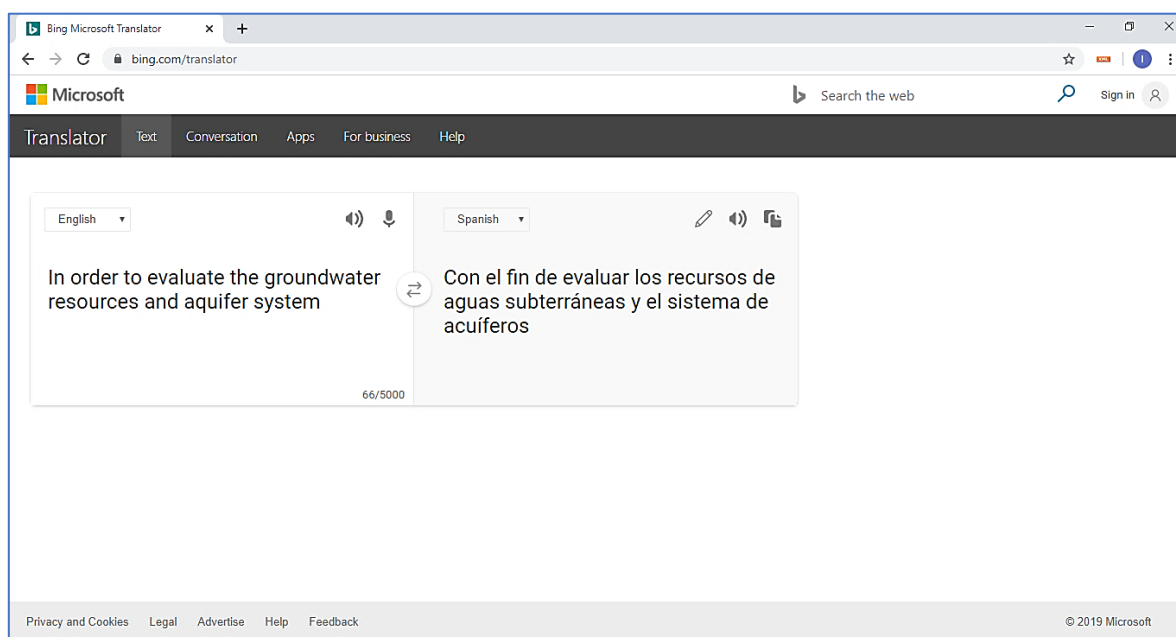 Bing Microsoft Translator
bing.com/translator
Microsoft
Search the web
Sign in
Translator Text Conversation Apps For business Help
English
Spanish
In order to evaluate the groundwater
resources and aquifer system
66/5000
Con el fin de evaluar los recursos de
aguas subterráneas y el sistema de
acuíferos
Privacy and Cookies Legal Advertise Help Feedback
© 2019 Microsoft